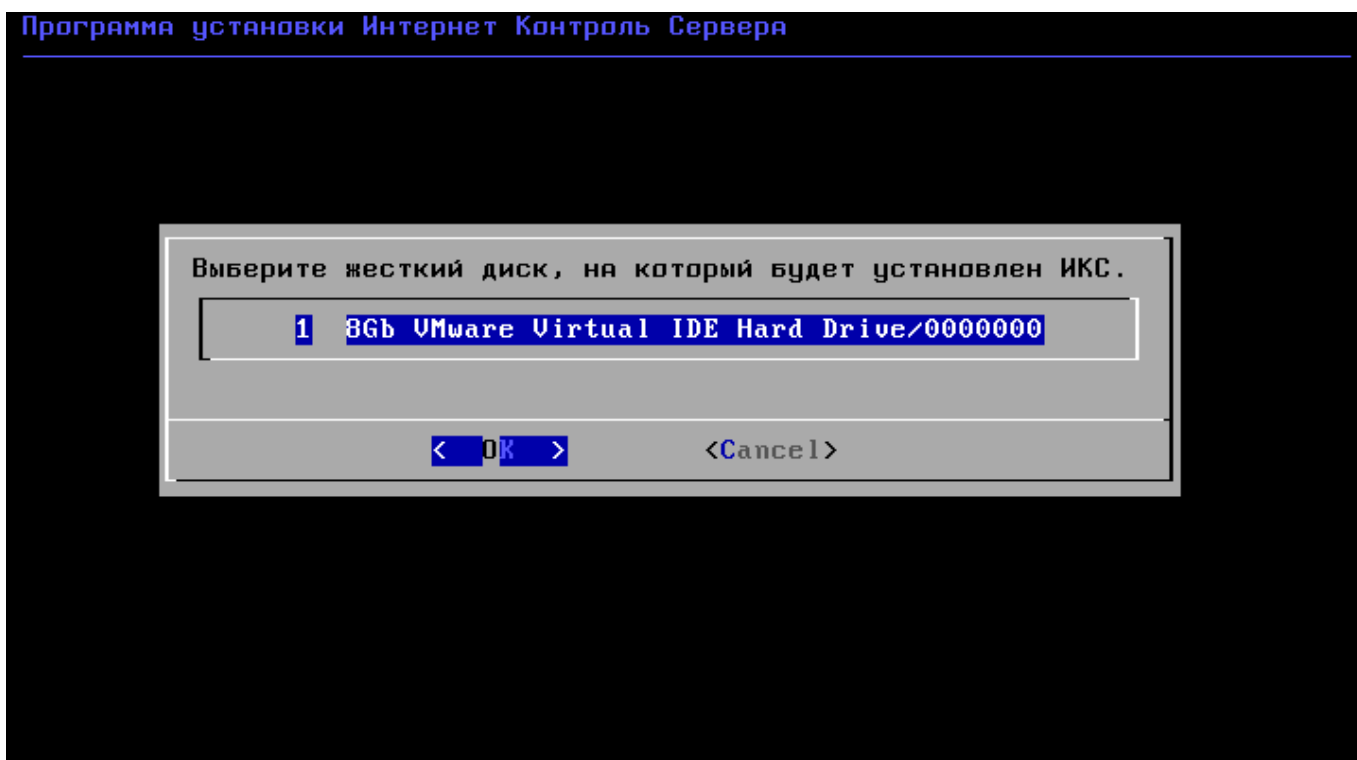 Программа установки Интернет Контроль Сервера
Выберите жесткий диск, на который будет установлен ИКС.
1 8Gb VMware Virtual IDE Hard Drive/0000000
< OK > <Cancel>